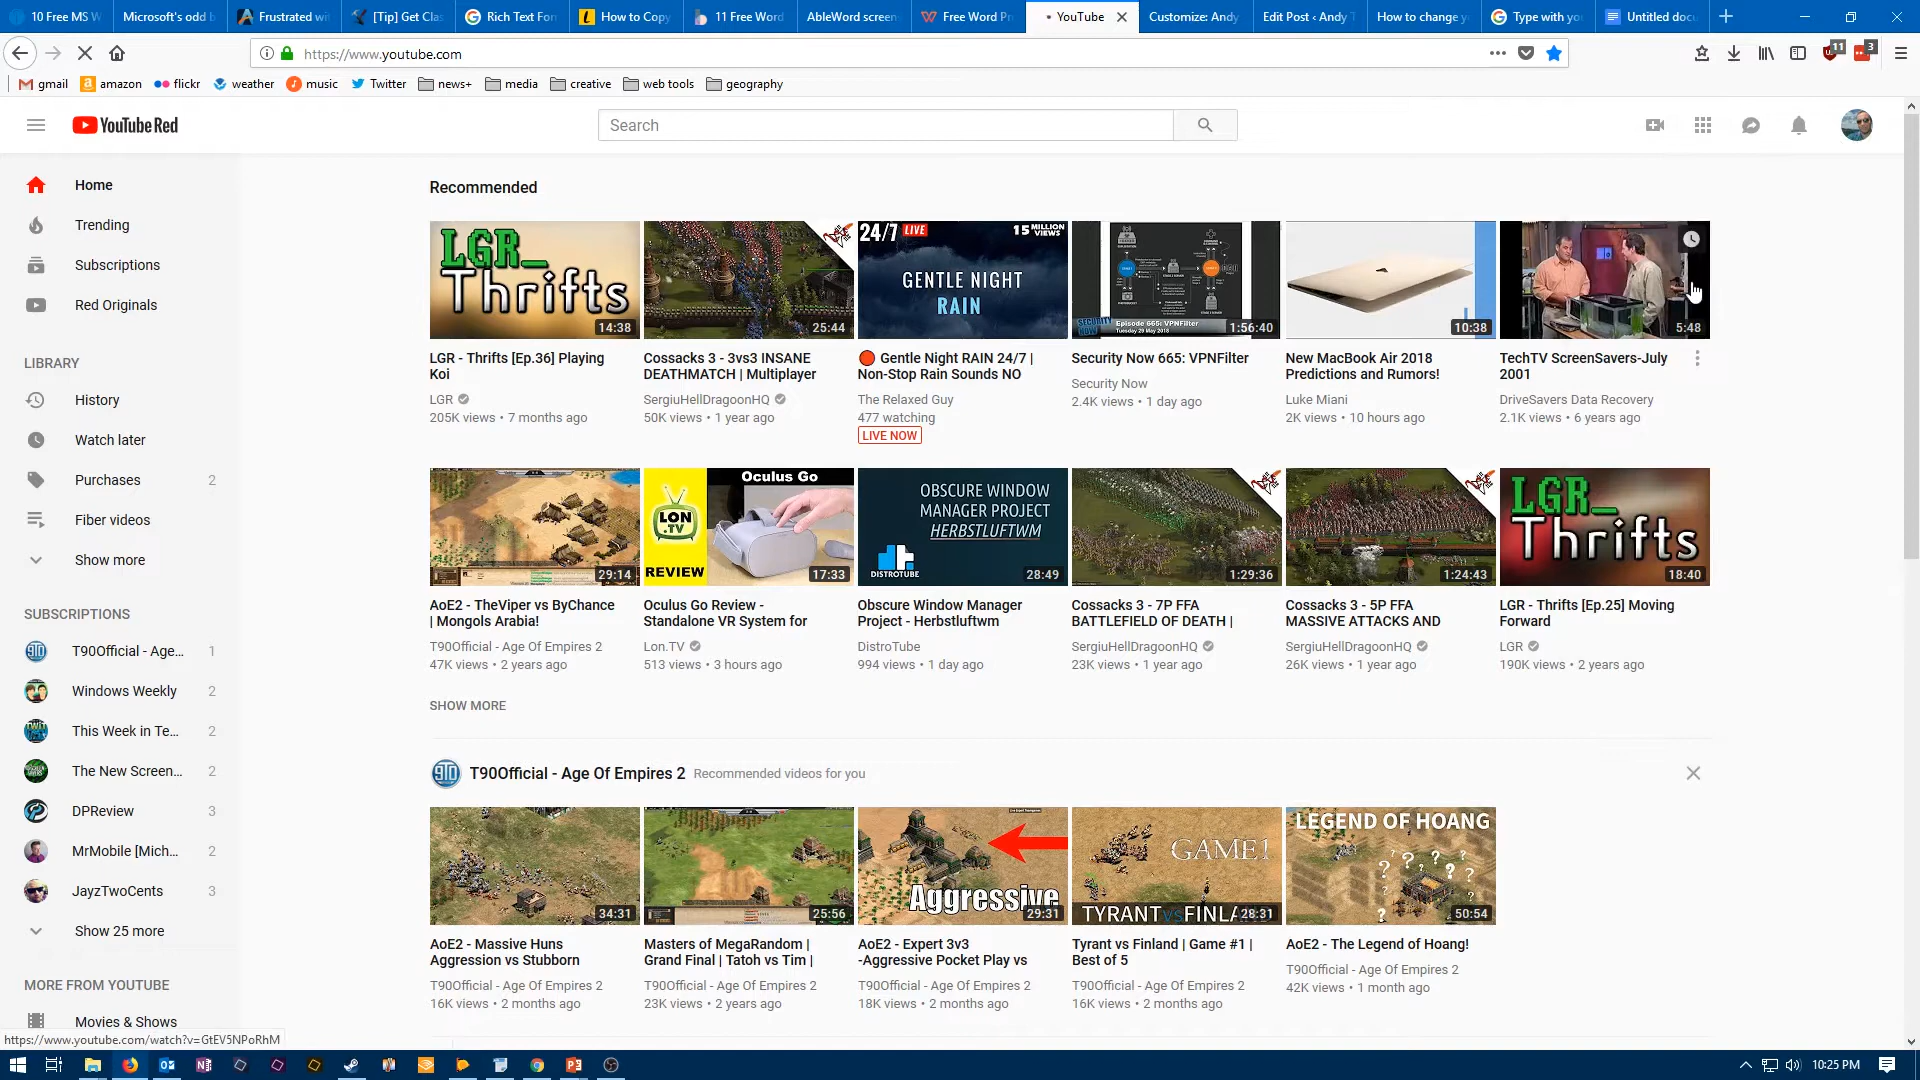 10 Free MS W
Microsoft's odd b
Frustrated wit
[Tip] Get Clas
Rich Text For
How to Copy
11 Free Word
AbleWord screen
Free Word Pr
YouTube
Customize: Andy
Edit Post ‹ Andy T
How to change y
Type with yo
Untitled docu
https://www.youtube.com
11
3
gmail
amazon
flickr
weather
music
Twitter
news+
media
creative
web tools
geography
YouTube Red
Search
Home
Trending
Subscriptions
Red Originals
LIBRARY
History
Watch later
Purchases 2
Fiber videos
Show more
SUBSCRIPTIONS
T90Official - Age... 1
Windows Weekly 2
This Week in Te... 2
The New Screen... 2
DPReview 3
MrMobile [Mich... 2
JayzTwoCents 3
Show 25 more
MORE FROM YOUTUBE
Movies & Shows
https://www.youtube.com/watch?v=GtEV5NPoRhM
Recommended
LGR_
Thrifts
14:38
LGR - Thrifts [Ep.36] Playing
Koi
LGR
205K views • 7 months ago
25:44
Cossacks 3 - 3vs3 INSANE
DEATHMATCH | Multiplayer
SergiuHellDragoonHQ
50K views • 1 year ago
24/7 LIVE
15 MILLION
VIEWS
GENTLE NIGHT
RAIN
Gentle Night RAIN 24/7 |
Non-Stop Rain Sounds NO
The Relaxed Guy
477 watching
LIVE NOW
SECURITY
NOW
Episode 665: VPNFilter
Tuesday 29 May 2018
1:56:40
Security Now 665: VPNFilter
Security Now
2.4K views • 1 day ago
10:38
New MacBook Air 2018
Predictions and Rumors!
Luke Miani
2K views • 10 hours ago
5:48
TechTV ScreenSavers-July
2001
DriveSavers Data Recovery
2.1K views • 6 years ago
29:14
AoE2 - TheViper vs ByChance
| Mongols Arabia!
T90Official - Age Of Empires 2
47K views • 2 years ago
Oculus Go
LON
.TV
REVIEW
17:33
Oculus Go Review -
Standalone VR System for
Lon.TV
513 views • 3 hours ago
OBSCURE WINDOW
MANAGER PROJECT
HERBSTLUFTWM
DISTROTUBE
28:49
Obscure Window Manager
Project - Herbstluftwm
DistroTube
994 views • 1 day ago
1:29:36
Cossacks 3 - 7P FFA
BATTLEFIELD OF DEATH |
SergiuHellDragoonHQ
23K views • 1 year ago
1:24:43
Cossacks 3 - 5P FFA
MASSIVE ATTACKS AND
SergiuHellDragoonHQ
26K views • 1 year ago
LGR_
Thrifts
18:40
LGR - Thrifts [Ep.25] Moving
Forward
LGR
190K views • 2 years ago
SHOW MORE
T90Official - Age Of Empires 2 Recommended videos for you
34:31
AoE2 - Massive Huns
Aggression vs Stubborn
T90Official - Age Of Empires 2
16K views • 2 months ago
25:56
Masters of MegaRandom |
Grand Final | Tatoh vs Tim |
T90Official - Age Of Empires 2
23K views • 2 years ago
Aggressive
29:31
AoE2 - Expert 3v3
-Aggressive Pocket Play vs
T90Official - Age Of Empires 2
18K views • 2 months ago
GAME1
TYRANT vs FINLA
28:31
Tyrant vs Finland | Game #1 |
Best of 5
T90Official - Age Of Empires 2
16K views • 2 months ago
LEGEND OF HOANG
50:54
AoE2 - The Legend of Hoang!
T90Official - Age Of Empires 2
42K views • 1 month ago
10:25 PM